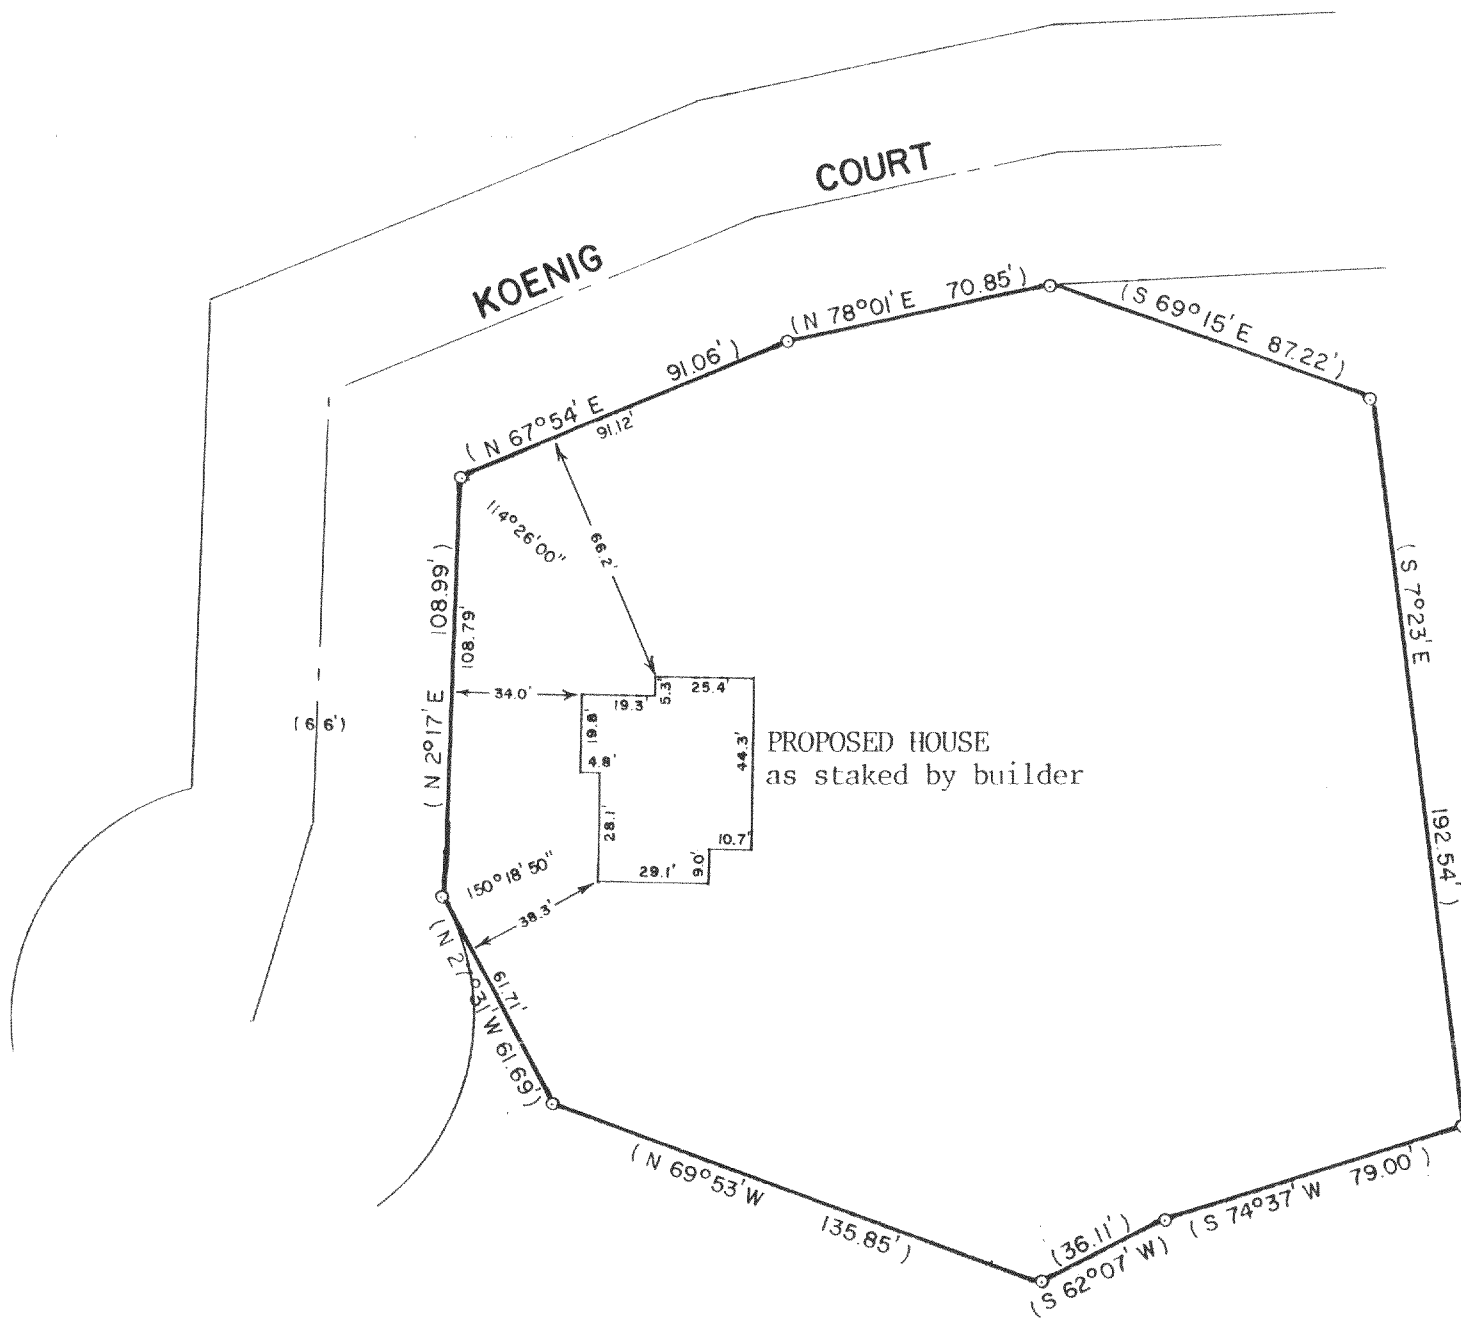 COURT
KOENIG
(N 78°01' E 70.85')
(S 69°15' E 87.22')
(N 67°54' E 91.06')
91.12'
114°26'00"
66.2'
(N 2°17' E 108.99')
108.79'
(S 7°23' E 192.54')
34.0'
19.3'
5.3'
25.4'
(66')
19.8'
4.8'
44.3'
PROPOSED HOUSE
as staked by builder
28.1'
10.7'
29.1'
9.0'
150°18'50"
38.3'
(N 27°31' W 61.69')
61.71'
(N 69°53' W 135.85')
(36.11')
(S 62°07' W)
(S 74°37' W 79.00')